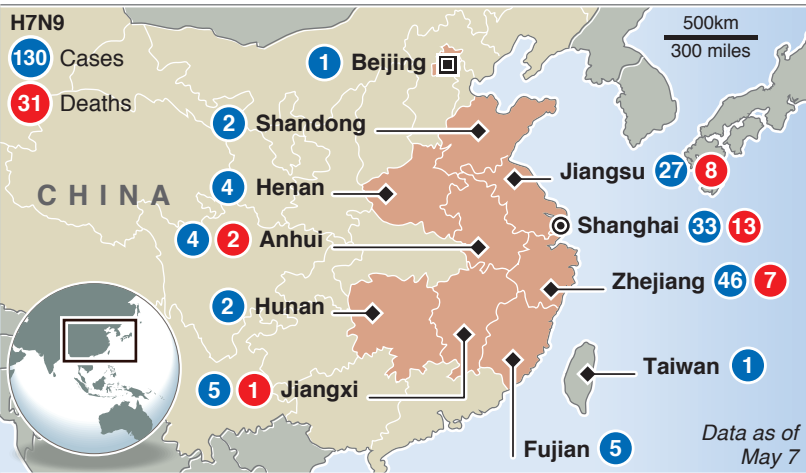 H7N9
130 Cases
31 Deaths
500km
300 miles
1 Beijing
2 Shandong
Jiangsu 27 8
4 Henan
CHINA
Shanghai 33 13
4 2 Anhui
Zhejiang 46 7
2 Hunan
Taiwan 1
5 1 Jiangxi
Fujian 5
Data as of
May 7